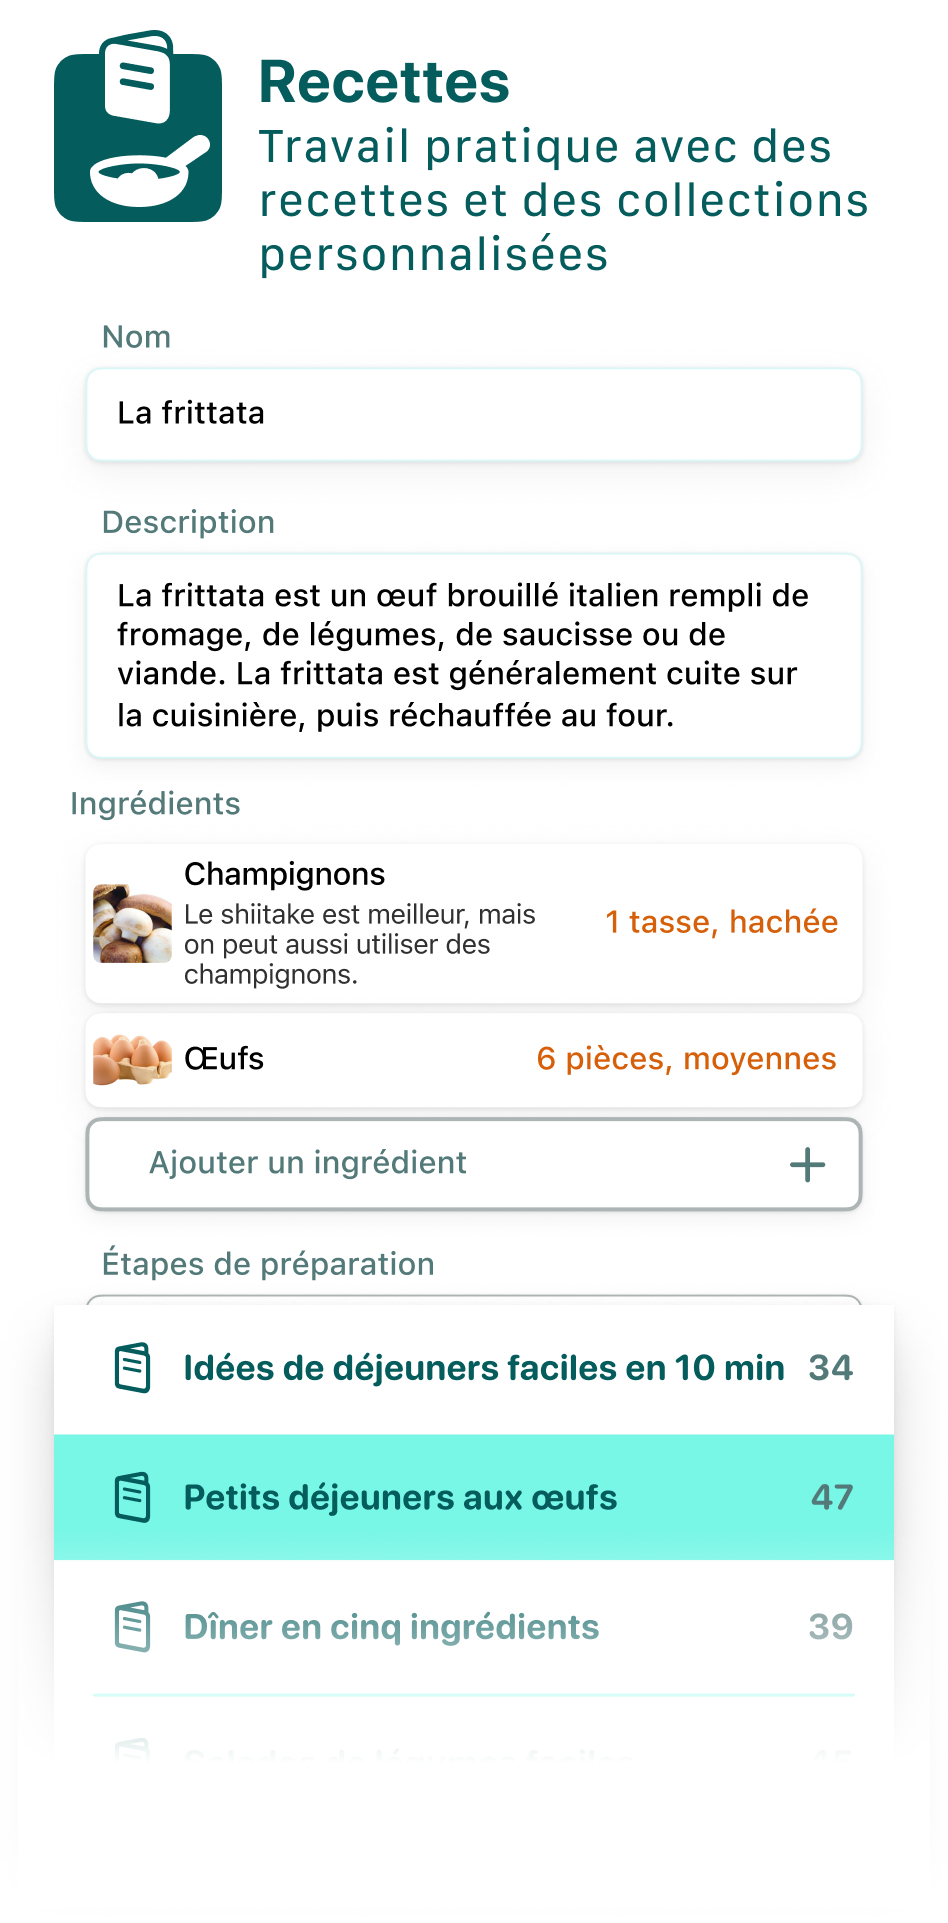 Recettes
Travail pratique avec des
recettes et des collections
personnalisées
Nom
La frittata
Description
La frittata est un œuf brouillé italien rempli de
fromage, de légumes, de saucisse ou de
viande. La frittata est généralement cuite sur
la cuisinière, puis réchauffée au four.
Ingrédients
Champignons
Le shiitake est meilleur, mais
on peut aussi utiliser des
champignons.
1 tasse, hachée
Œufs
6 pièces, moyennes
Ajouter un ingrédient
Étapes de préparation
Idées de déjeuners faciles en 10 min 34
Petits déjeuners aux œufs 47
Dîner en cinq ingrédients 39